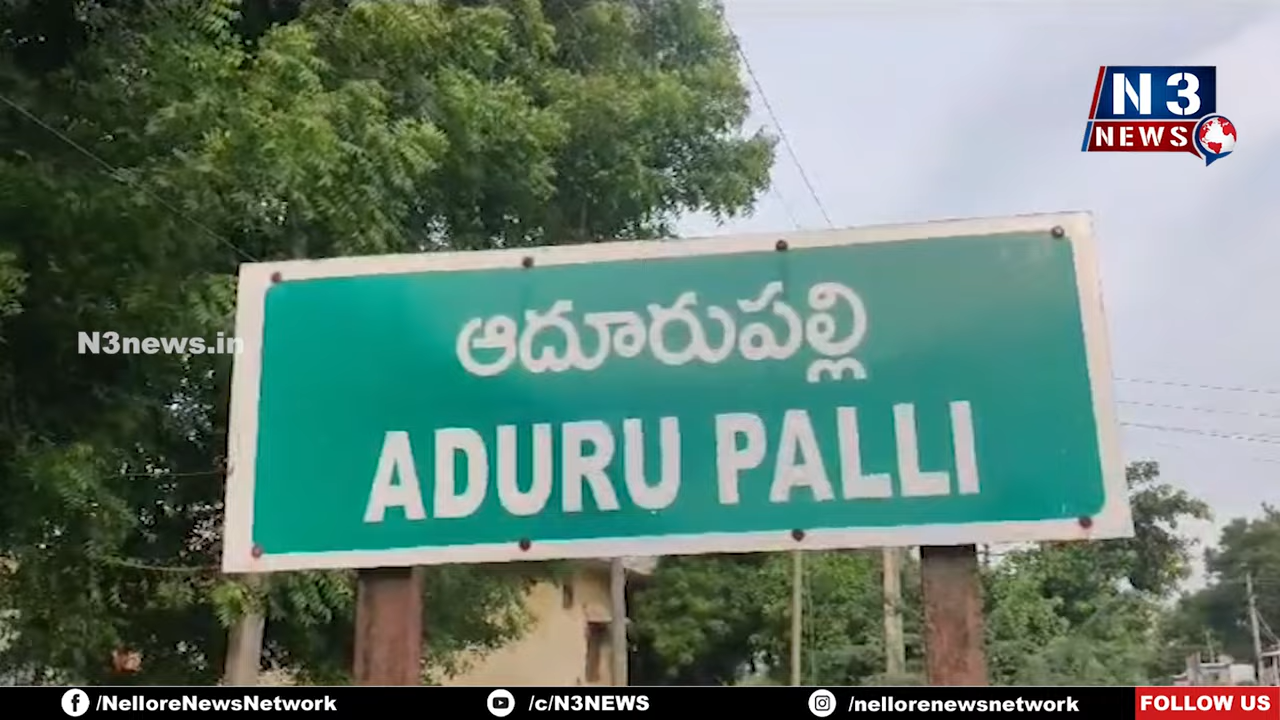 N3
NEWS
ఆదూరుపల్లి
N3news.in
ADURU PALLI
/NelloreNewsNetwork
/c/N3NEWS
/nellorenewsnetwork
FOLLOW US